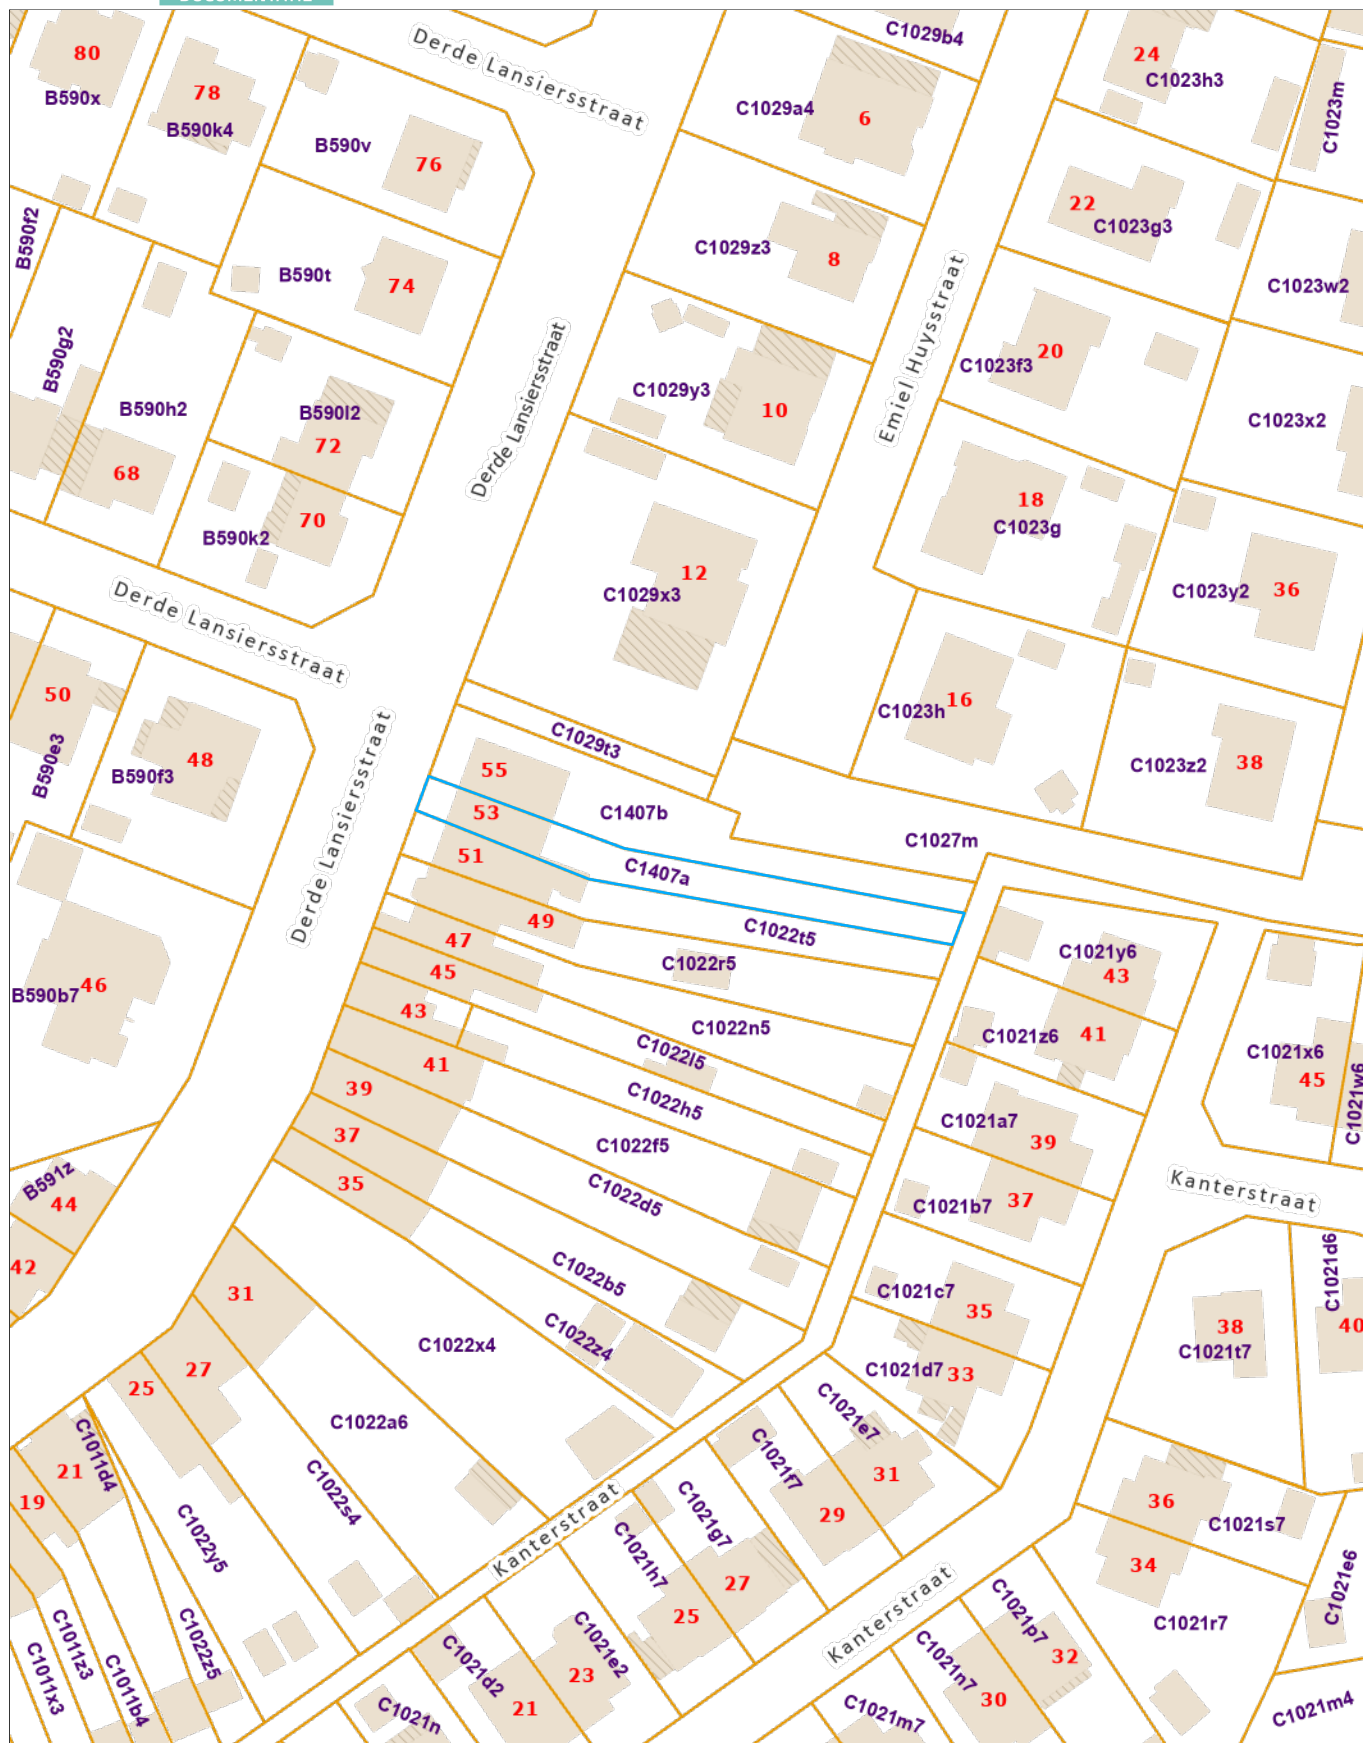 Derde Lansiersstraat
C1029b4
80
24
C1023h3
B590x
78
C1029a4
6
C1023m
B590k4
B590v
76
22
C1023g3
B590f2
C1029z3
8
B590t
74
C1023w2
Emiel Huysstraat
B590g2
20
C1023f3
Derde Lansiersstraat
C1029y3
10
B590h2
B590l2
72
C1023x2
68
18
C1023g
70
B590k2
12
C1029x3
C1023y2
36
Derde Lansiersstraat
50
B590e3
B590f3
48
16
C1023h
C1029t3
C1023z2
38
55
53
C1407b
C1027m
Derde Lansiersstraat
51
C1407a
49
C1022t5
47
C1022r5
C1021y6
43
46
B590b7
45
43
C1022n5
C1021z6
41
C1022l5
41
C1021x6
45
C1021w6
39
C1022h5
C1021a7
39
37
C1022f5
35
C1022d5
C1021b7
37
B591z
44
Kanterstraat
42
31
C1022b5
C1021c7
35
C1021d6
C1022z4
C1022x4
38
C1021t7
40
27
25
C1021d7
33
C1022a6
C1021e7
C1011d4
21
C1021f7
31
19
C1022s4
29
36
C1021s7
C1022y5
Kanterstraat
C1021g7
C1021h7
27
34
25
Kanterstraat
C1021p7
C1021e6
C1021r7
C1022z5
C1011z3
C1011x3
C1011b4
C1021d2
C1021e2
23
C1021n7
32
21
30
C1021n
C1021m7
C1021m4